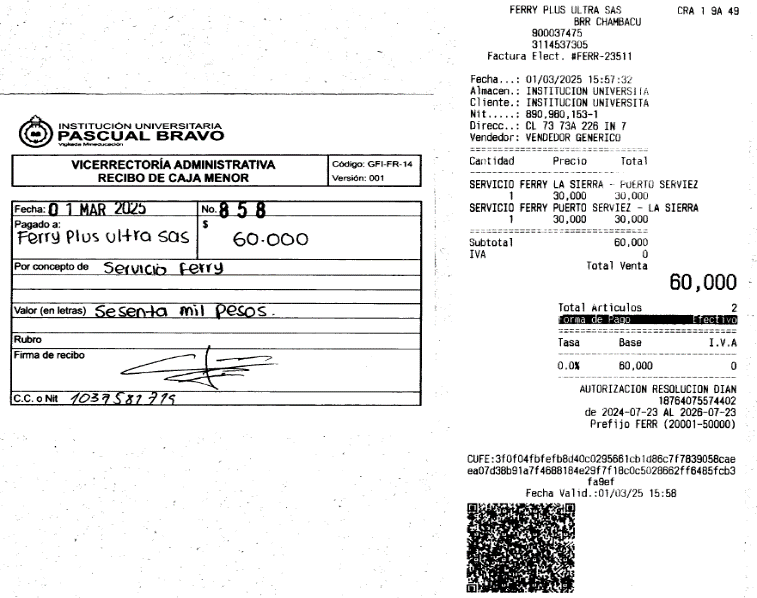 INSTITUCIÓN UNIVERSITARIA
PASCUAL BRAVO
Vigilada Mineducación
VICERRECTORÍA ADMINISTRATIVA
RECIBO DE CAJA MENOR
Código: GFI-FR-14
Versión: 001
Fecha: 01 MAR 2025
No. 858
Pagado a:
Ferry Plus ultra sas
$ 60.000
Por concepto de Servicio Ferry
Valor (en letras) Sesenta mil pesos.
Rubro
Firma de recibo
C.C. o Nit 1037581779
FERRY PLUS ULTRA SAS CRA 1 9A 49
BRR CHAMBACU
900037475
3114537305
Factura Elect. #FERR-23511
Fecha...: 01/03/2025 15:57:32
Almacen.: INSTITUCION UNIVERSITA
Cliente.: INSTITUCION UNIVERSITA
Nit.....: 890,980,153-1
Direcc..: CL 73 73A 226 IN 7
Vendedor: VENDEDOR GENERICO
Cantidad Precio Total
SERVICIO FERRY LA SIERRA - PUERTO SERVIEZ
1 30,000 30,000
SERVICIO FERRY PUERTO SERVIEZ - LA SIERRA
1 30,000 30,000
Subtotal 60,000
IVA 0
Total Venta
60,000
Total Articulos 2
Forma de Pago Efectivo
Tasa Base I.V.A
0.0% 60,000 0
AUTORIZACION RESOLUCION DIAN
18764075574402
de 2024-07-23 AL 2026-07-23
Prefijo FERR (20001-50000)
CUFE:3f0f04fbfefb8d40c0295661cb1d86c7f7839058cae
ea07d38b91a7f4688184e29f7f18c0c5028662ff6485fcb3
fa9ef
Fecha Valid.:01/03/25 15:58